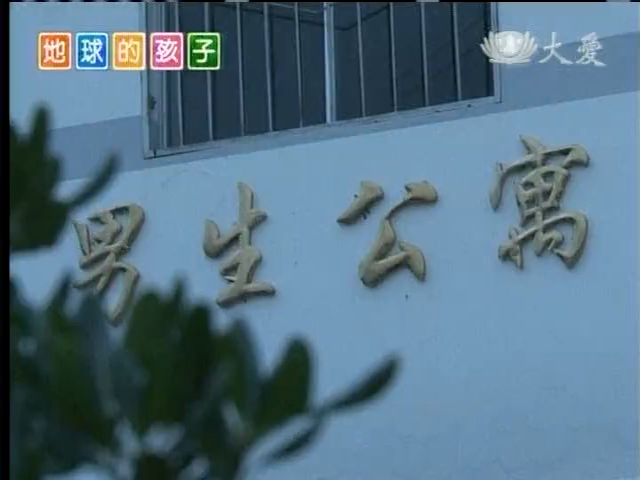 地球的孩子
大愛
男生公寓